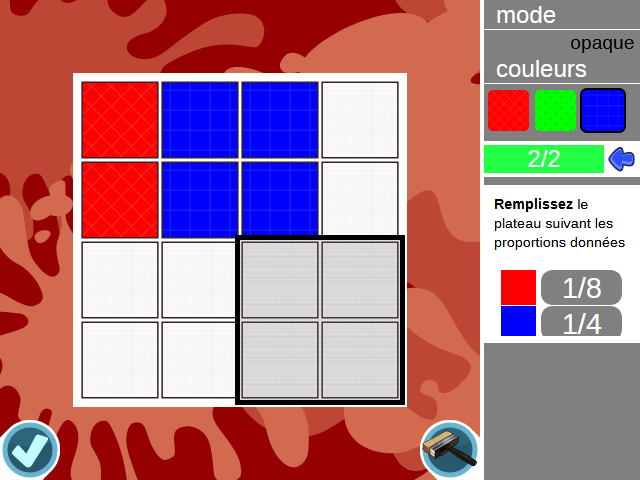 mode
opaque
couleurs
2/2
Remplissez le
plateau suivant les
proportions données
1/8
1/4